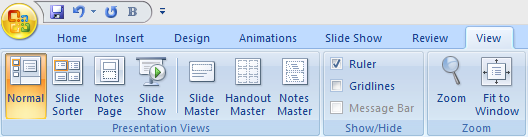 B
Home Insert Design Animations Slide Show Review View
Normal Slide Sorter Notes Page Slide Show Slide Master Handout Master Notes Master
Ruler
Gridlines
Message Bar
Zoom Fit to Window
Presentation Views Show/Hide Zoom